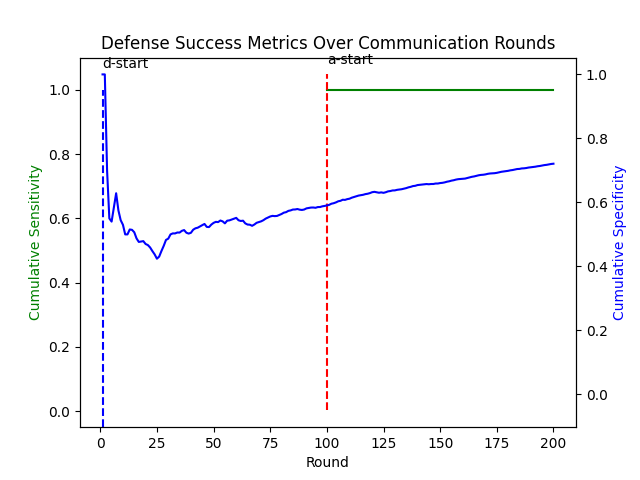 Defense Success Metrics Over Communication Rounds
d-start
a-start
Cumulative Sensitivity
1.0
0.8
0.6
0.4
0.2
0.0
1.0
0.8
0.6
0.4
0.2
0.0
Cumulative Specificity
0 25 50 75 100 125 150 175 200
Round